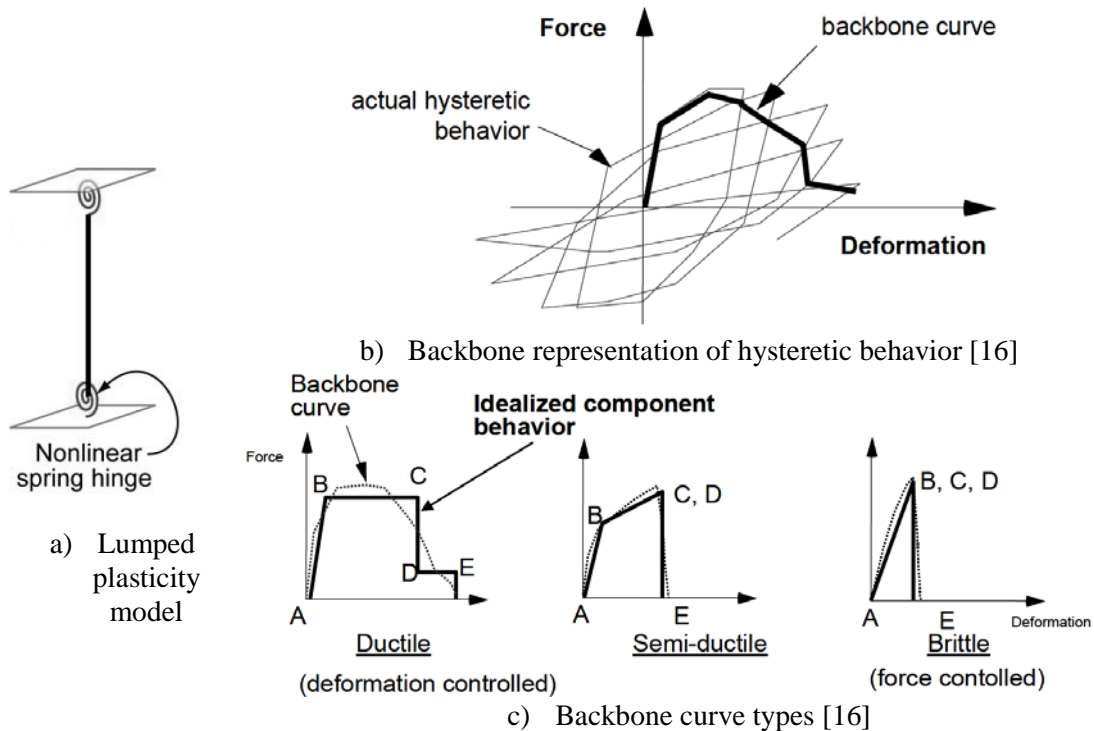 Force
backbone curve
actual hysteretic
behavior
Deformation
b) Backbone representation of hysteretic behavior [16]
Nonlinear
spring hinge
a) Lumped
plasticity
model
Backbone
curve
Idealized component
behavior
Force
B
C
D
E
A
Ductile
(deformation controlled)
B
C, D
A
E
Semi-ductile
B, C, D
A
E
Deformation
Brittle
(force contolled)
c) Backbone curve types [16]